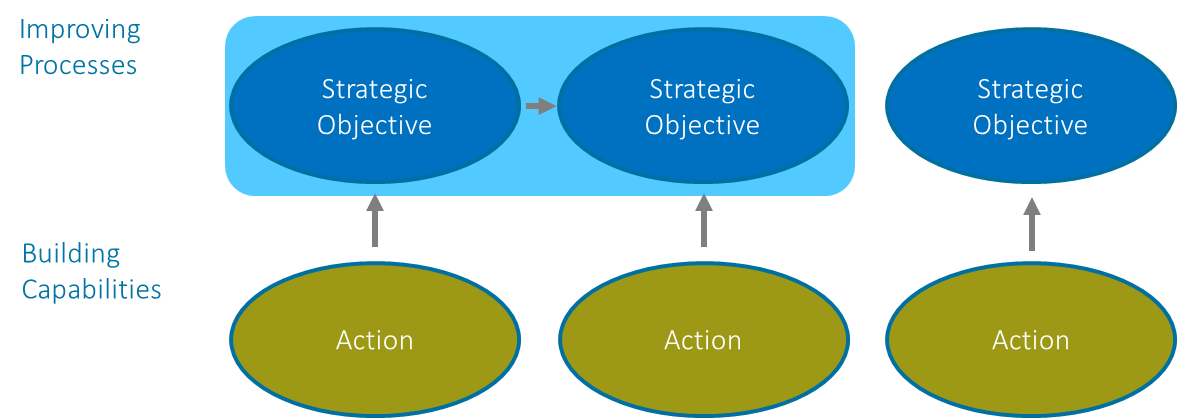 Improving
Processes
Strategic
Objective
Strategic
Objective
Strategic
Objective
Building
Capabilities
Action
Action
Action